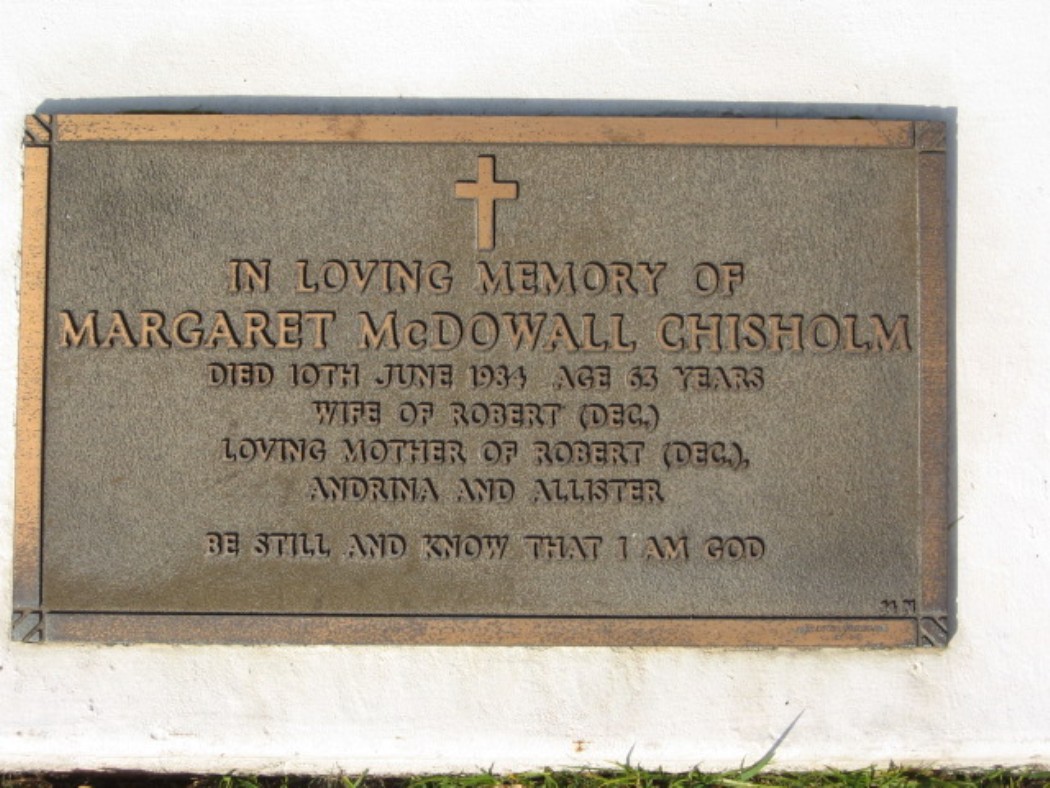 IN LOVING MEMORY OF
MARGARET McDOWALL CHISHOLM
DIED 10TH JUNE 1984 AGE 63 YEARS
WIFE OF ROBERT (DEC.)
LOVING MOTHER OF ROBERT (DEC.),
ANDRINA AND ALLISTER
BE STILL AND KNOW THAT I AM GOD